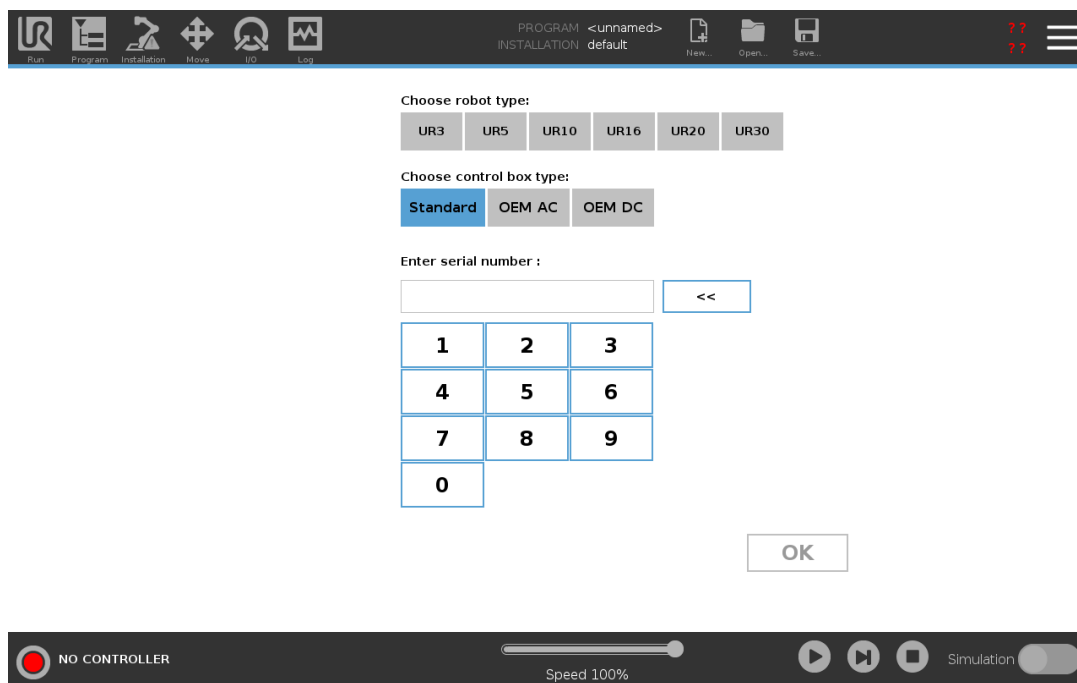 UR
PROGRAM <unnamed>
INSTALLATION default
? ?
? ?
Run Program Installation Move I/O Log New... Open... Save...
Choose robot type:
UR3 UR5 UR10 UR16 UR20 UR30
Choose control box type:
Standard OEM AC OEM DC
Enter serial number :
<<
1 2 3
4 5 6
7 8 9
0
OK
NO CONTROLLER
Speed 100%
Simulation